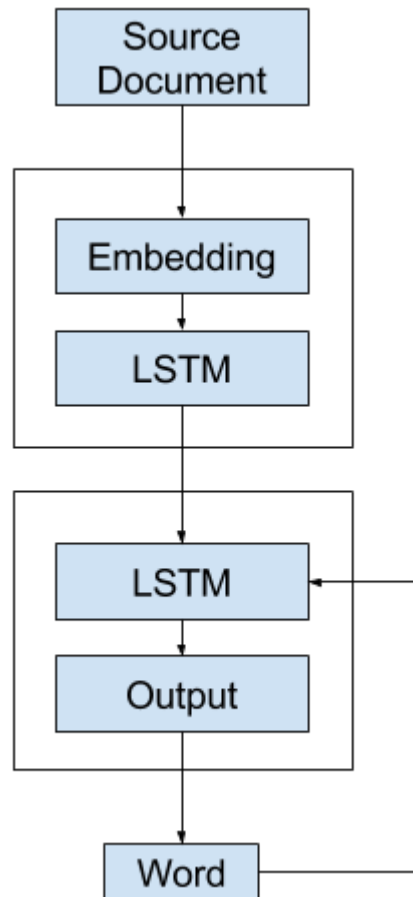 Source
Document
Embedding
LSTM
LSTM
Output
Word